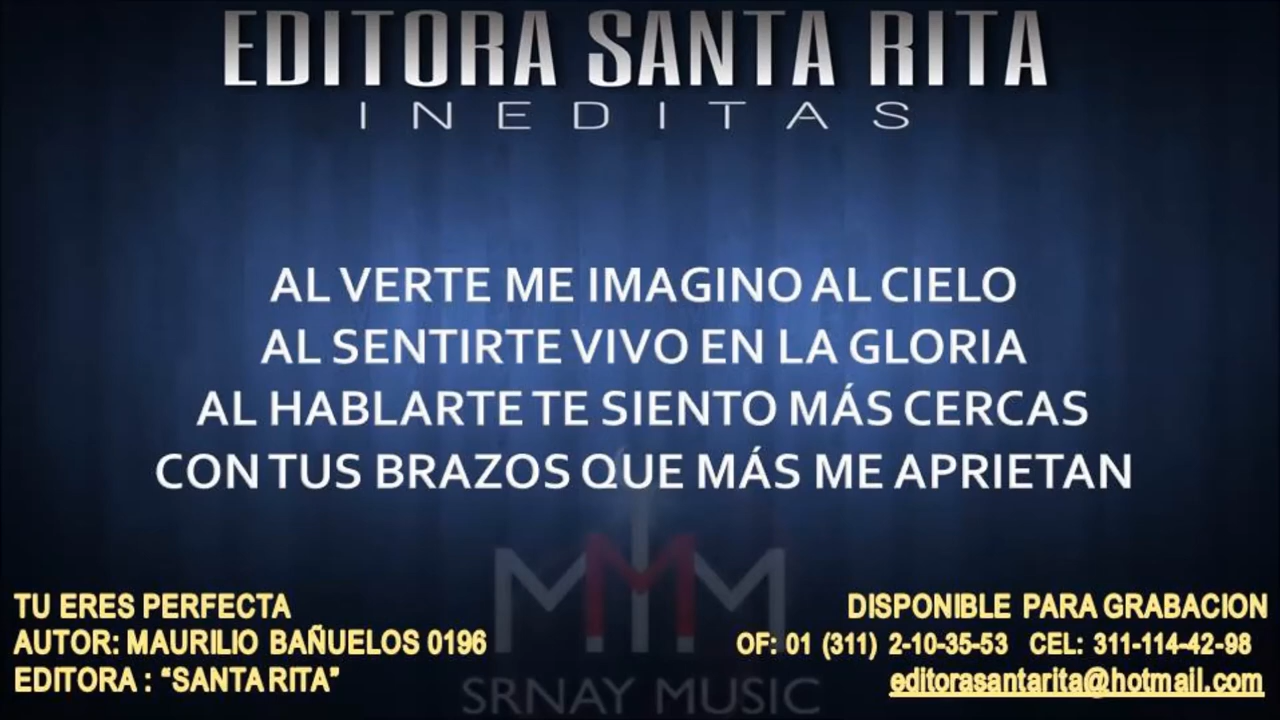 EDITORA SANTA RITA
INEDITAS
AL VERTE ME IMAGINO AL CIELO
AL SENTIRTE VIVO EN LA GLORIA
AL HABLARTE TE SIENTO MÁS CERCAS
CON TUS BRAZOS QUE MÁS ME APRIETAN
TU ERES PERFECTA
AUTOR: MAURILIO BAÑUELOS 0196
EDITORA : “SANTA RITA”
DISPONIBLE PARA GRABACION
OF: 01 (311) 2-10-35-53 CEL: 311-114-42-98
editorasantarita@hotmail.com
MMM
SRNAY MUSIC